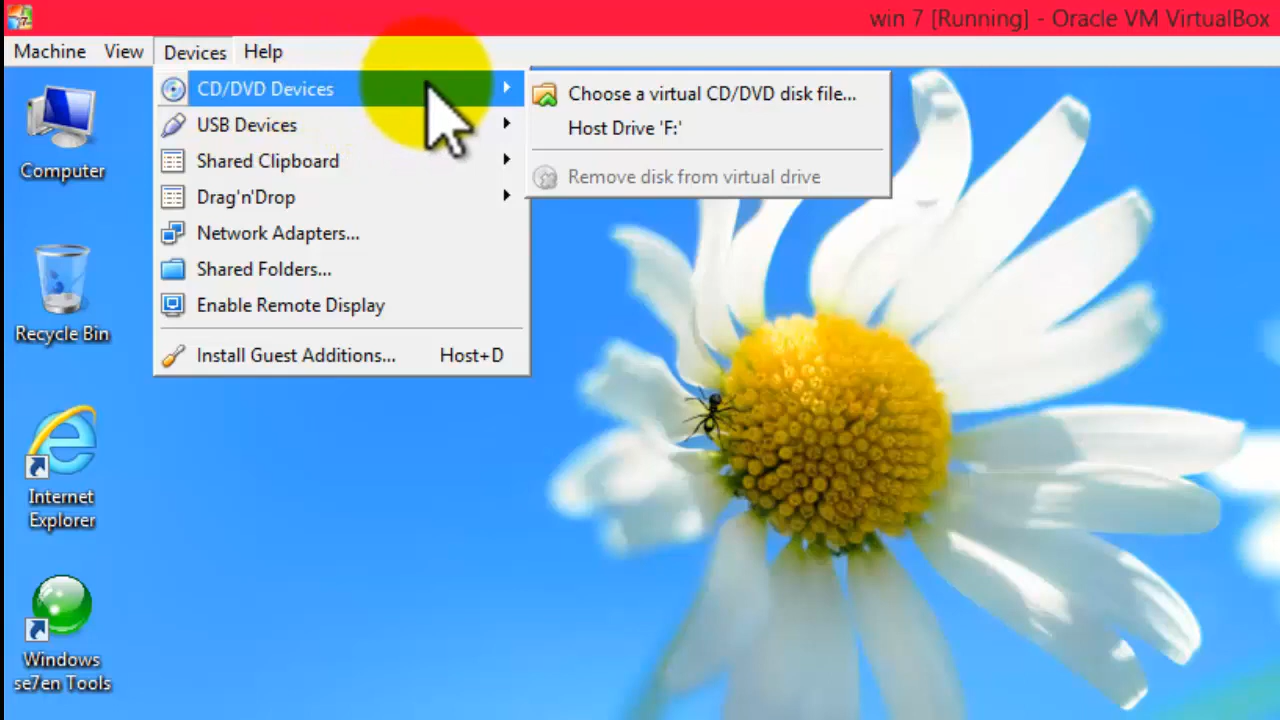 win 7 [Running] - Oracle VM VirtualBox
Machine View Devices Help
CD/DVD Devices
USB Devices
Shared Clipboard
Drag'n'Drop
Network Adapters...
Shared Folders...
Enable Remote Display
Install Guest Additions... Host+D
Choose a virtual CD/DVD disk file...
Host Drive 'F:'
Remove disk from virtual drive
Computer
Recycle Bin
Internet
Explorer
Windows
se7en Tools